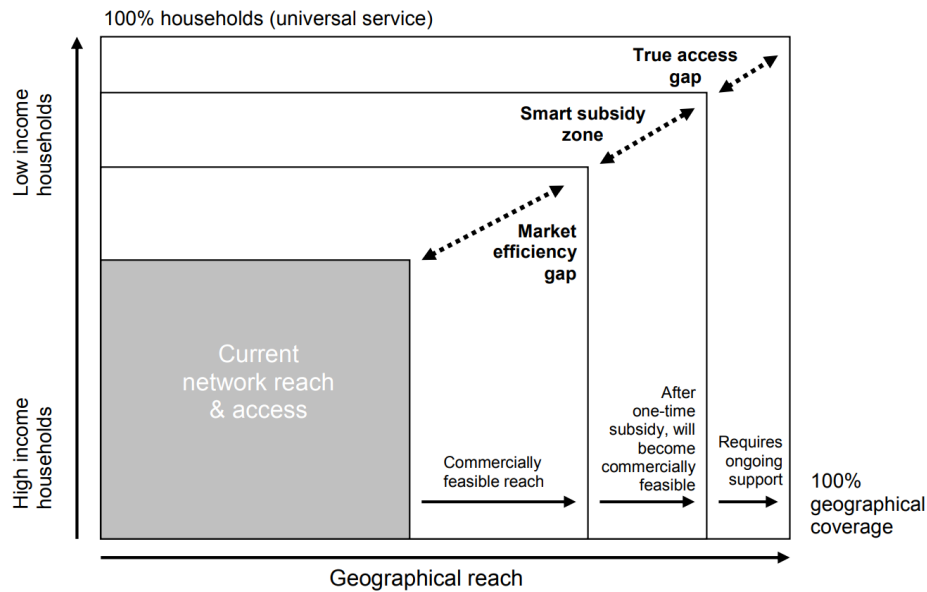 100% households (universal service)
True access
gap
Smart subsidy
zone
Market
efficiency
gap
Low income
households
High income
households
Current
network reach
& access
Commercially
feasible reach
After
one-time
subsidy, will
become
commercially
feasible
Requires
ongoing
support
100%
geographical
coverage
Geographical reach